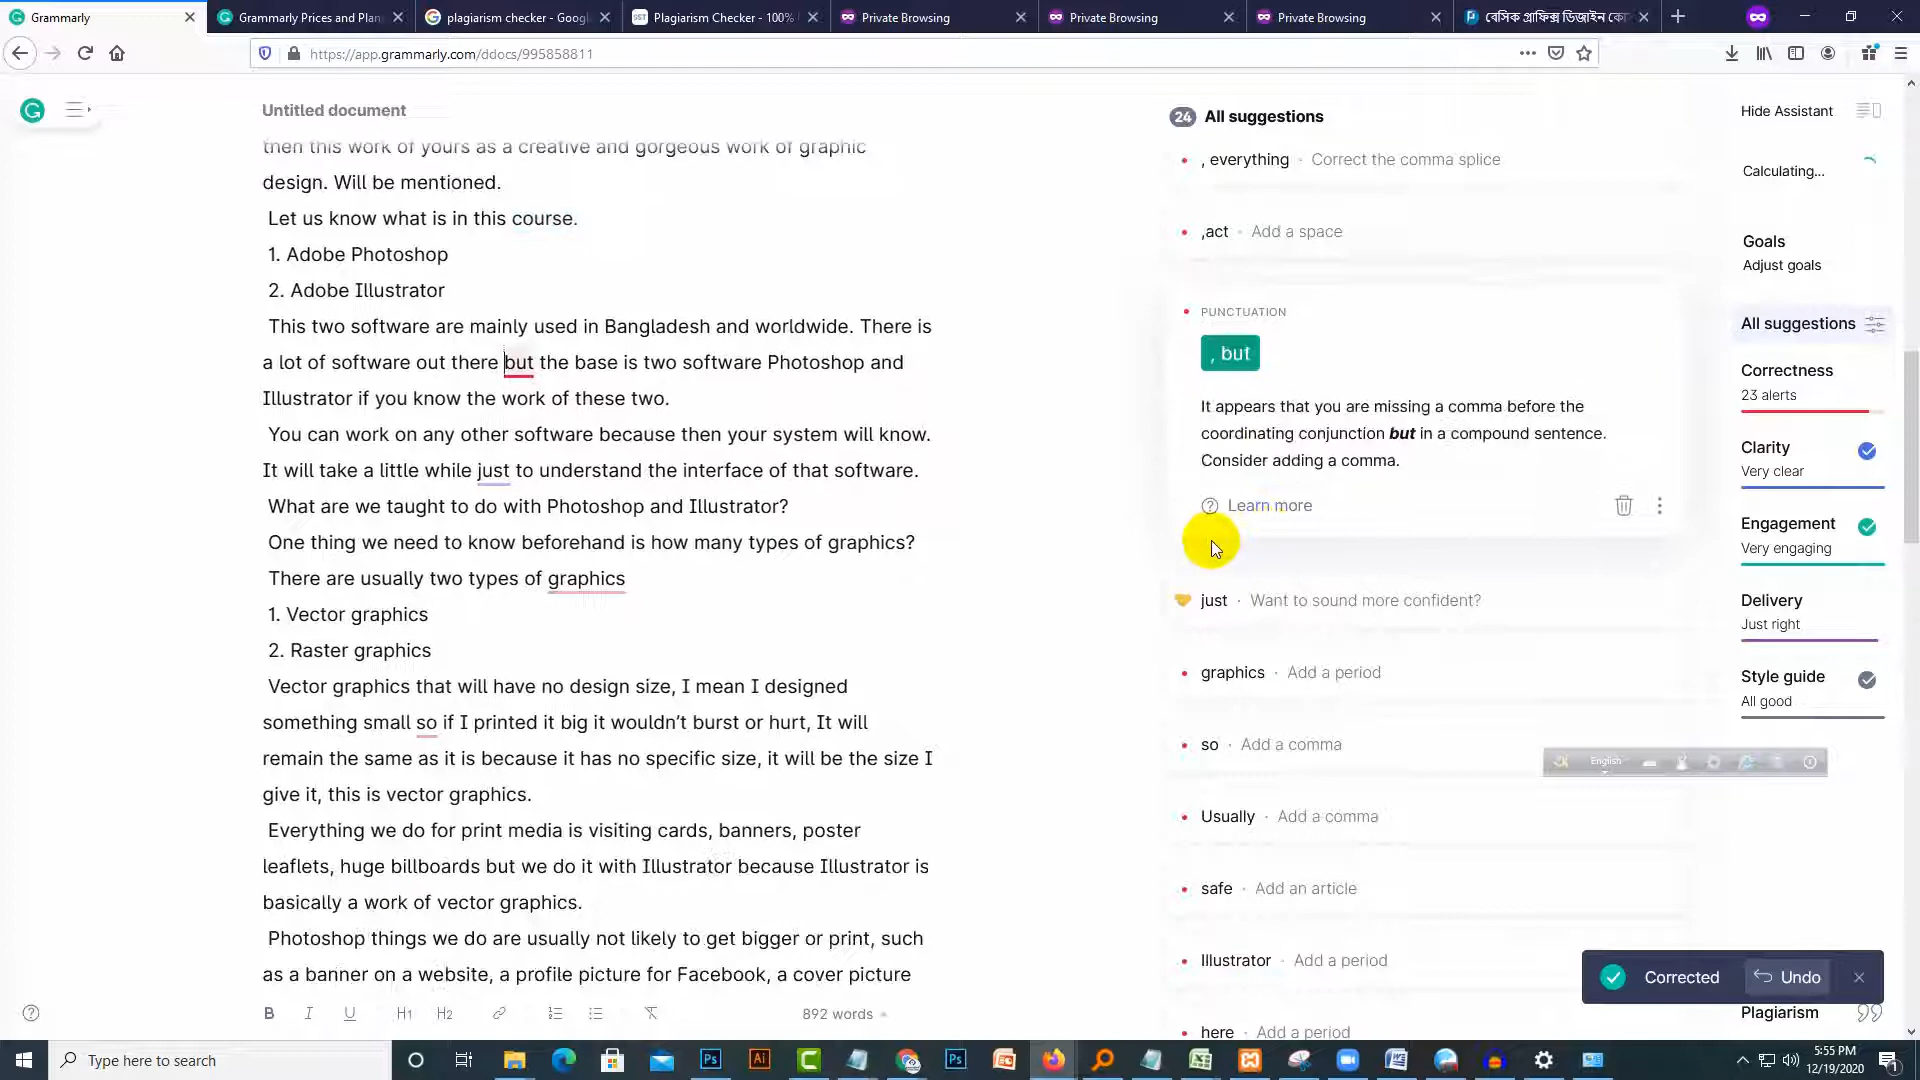 Grammarly
Grammarly Prices and Plan
plagiarism checker - Goog
Plagiarism Checker - 100%
Private Browsing
Private Browsing
Private Browsing
বেসিক গ্রাফিক্স ডিজাইন কো
https://app.grammarly.com/ddocs/995858811
Untitled document
then this work of yours as a creative and gorgeous work of graphic
design. Will be mentioned.
Let us know what is in this course.
1. Adobe Photoshop
2. Adobe Illustrator
This two software are mainly used in Bangladesh and worldwide. There is
a lot of software out there but the base is two software Photoshop and
Illustrator if you know the work of these two.
You can work on any other software because then your system will know.
It will take a little while just to understand the interface of that software.
What are we taught to do with Photoshop and Illustrator?
One thing we need to know beforehand is how many types of graphics?
There are usually two types of graphics
1. Vector graphics
2. Raster graphics
Vector graphics that will have no design size, I mean I designed
something small so if I printed it big it wouldn’t burst or hurt, It will
remain the same as it is because it has no specific size, it will be the size I
give it, this is vector graphics.
Everything we do for print media is visiting cards, banners, poster
leaflets, huge billboards but we do it with Illustrator because Illustrator is
basically a work of vector graphics.
Photoshop things we do are usually not likely to get bigger or print, such
as a banner on a website, a profile picture for Facebook, a cover picture
B I U H1 H2
892 words
24 All suggestions
, everything · Correct the comma splice
,act · Add a space
PUNCTUATION
, but
It appears that you are missing a comma before the
coordinating conjunction but in a compound sentence.
Consider adding a comma.
Learn more
just · Want to sound more confident?
graphics · Add a period
so · Add a comma
Usually · Add a comma
safe · Add an article
Illustrator · Add a period
here · Add a period
Hide Assistant
Calculating...
Goals
Adjust goals
All suggestions
Correctness
23 alerts
Clarity
Very clear
Engagement
Very engaging
Delivery
Just right
Style guide
All good
English
Corrected
Undo
Plagiarism
Type here to search
5:55 PM
12/19/2020